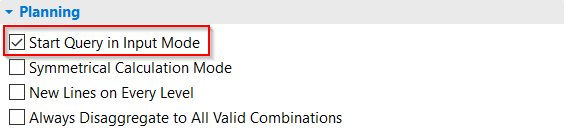 Planning
Start Query in Input Mode
Symmetrical Calculation Mode
New Lines on Every Level
Always Disaggregate to All Valid Combinations